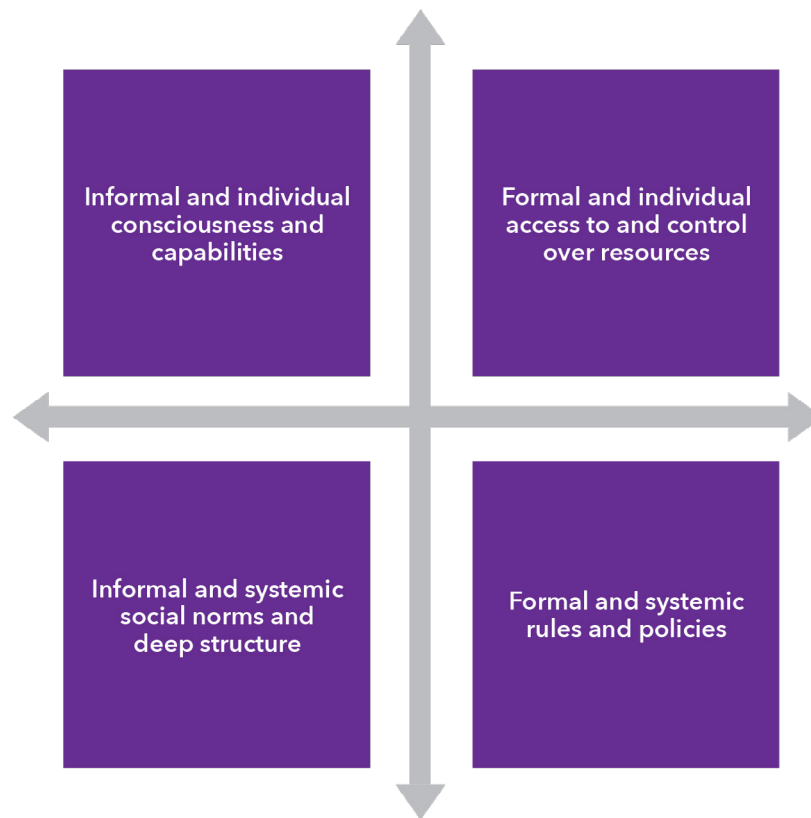 Informal and individual
consciousness and
capabilities
Formal and individual
access to and control
over resources
Informal and systemic
social norms and
deep structure
Formal and systemic
rules and policies